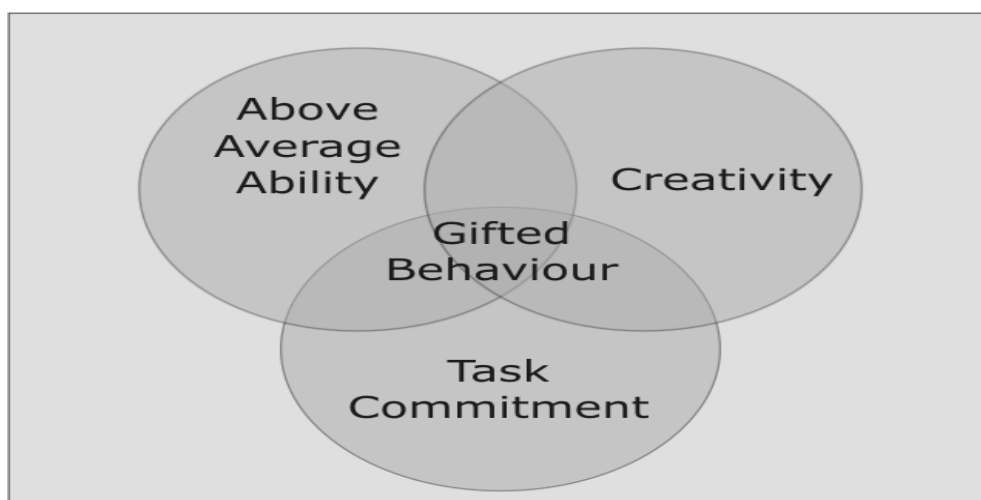 Above
Average
Ability
Creativity
Gifted
Behaviour
Task
Commitment